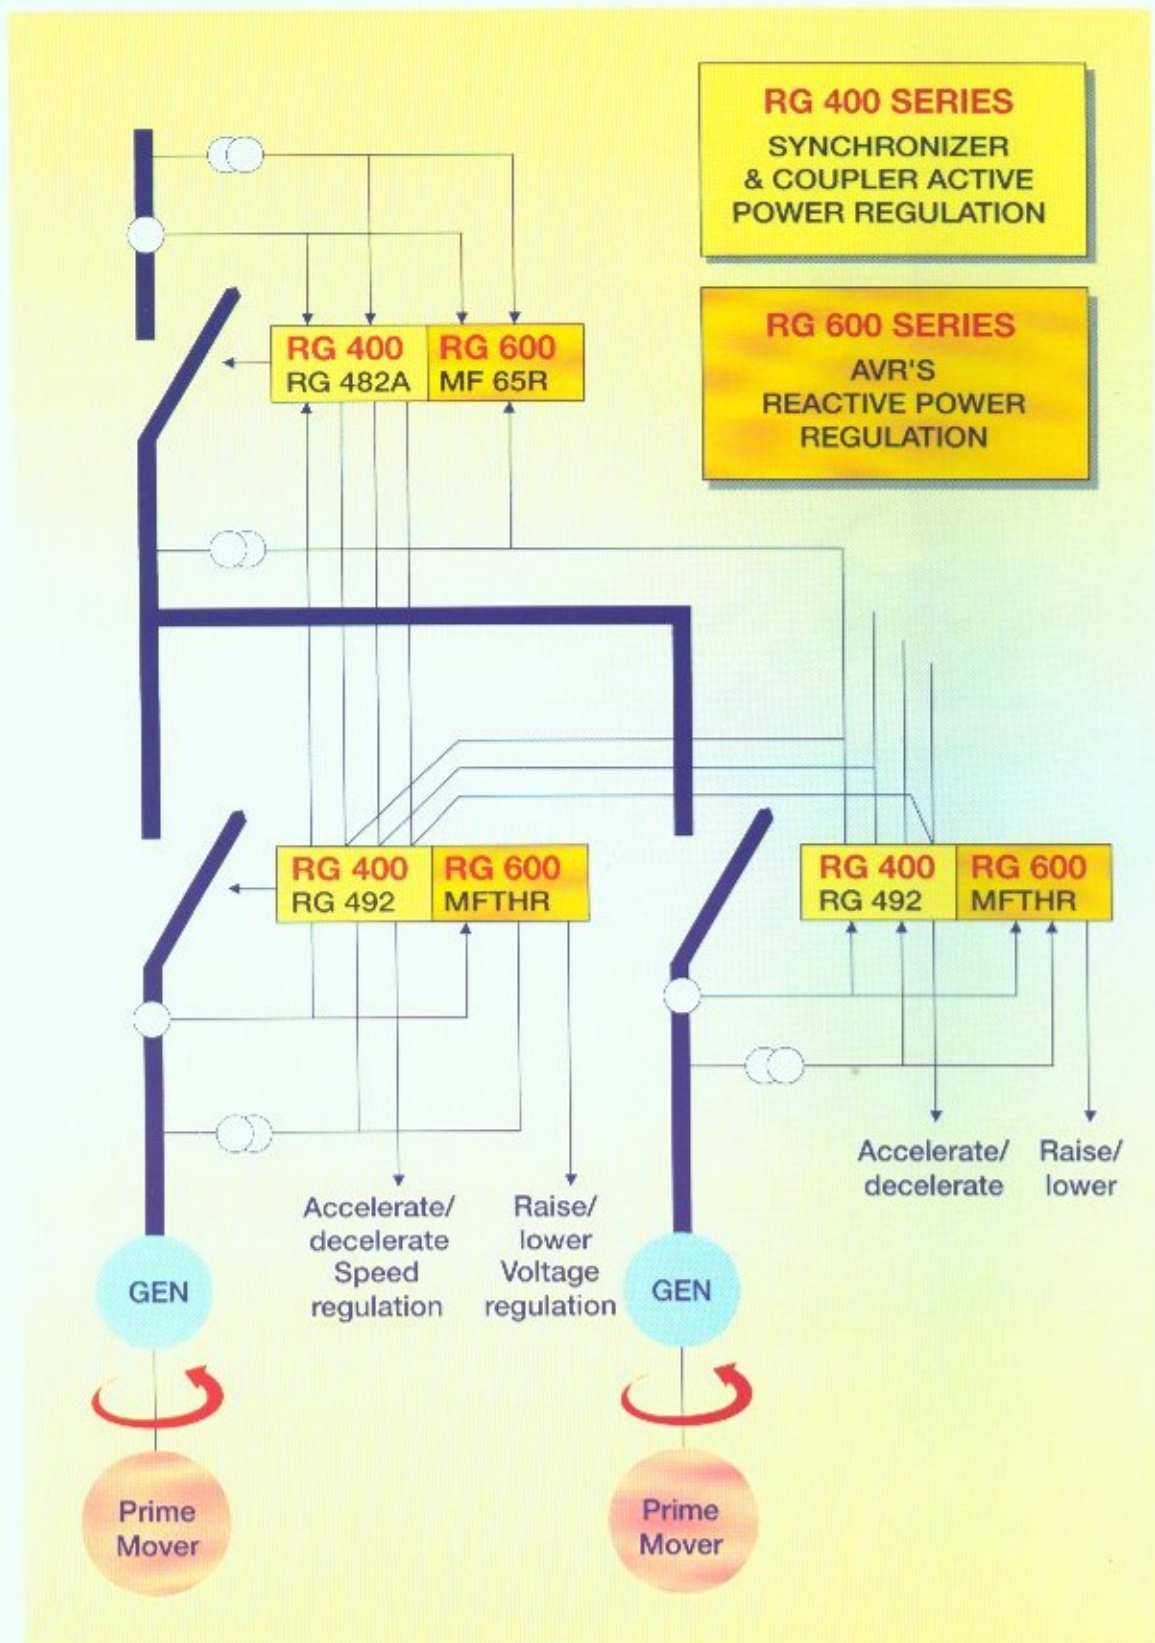 RG 400 SERIES
SYNCHRONIZER
& COUPLER ACTIVE
POWER REGULATION
RG 600 SERIES
AVR'S
REACTIVE POWER
REGULATION
RG 400
RG 482A
RG 600
MF 65R
RG 400
RG 492
RG 600
MFTHR
RG 400
RG 492
RG 600
MFTHR
Accelerate/
decelerate
Raise/
lower
Accelerate/
decelerate
Speed
regulation
Raise/
lower
Voltage
regulation
GEN
GEN
Prime
Mover
Prime
Mover